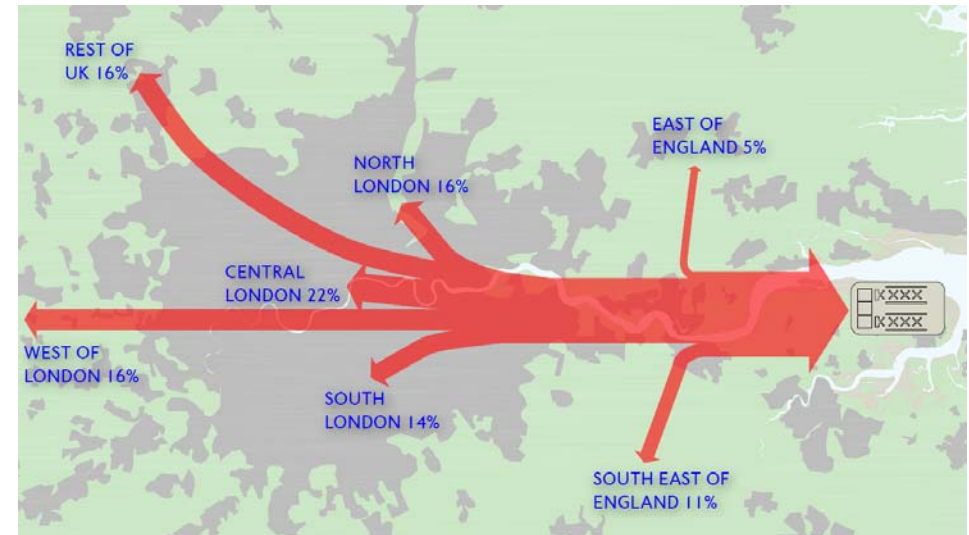 REST OF
UK 16%
EAST OF
ENGLAND 5%
NORTH
LONDON 16%
CENTRAL
LONDON 22%
WEST OF
LONDON 16%
SOUTH
LONDON 14%
SOUTH EAST OF
ENGLAND 11%